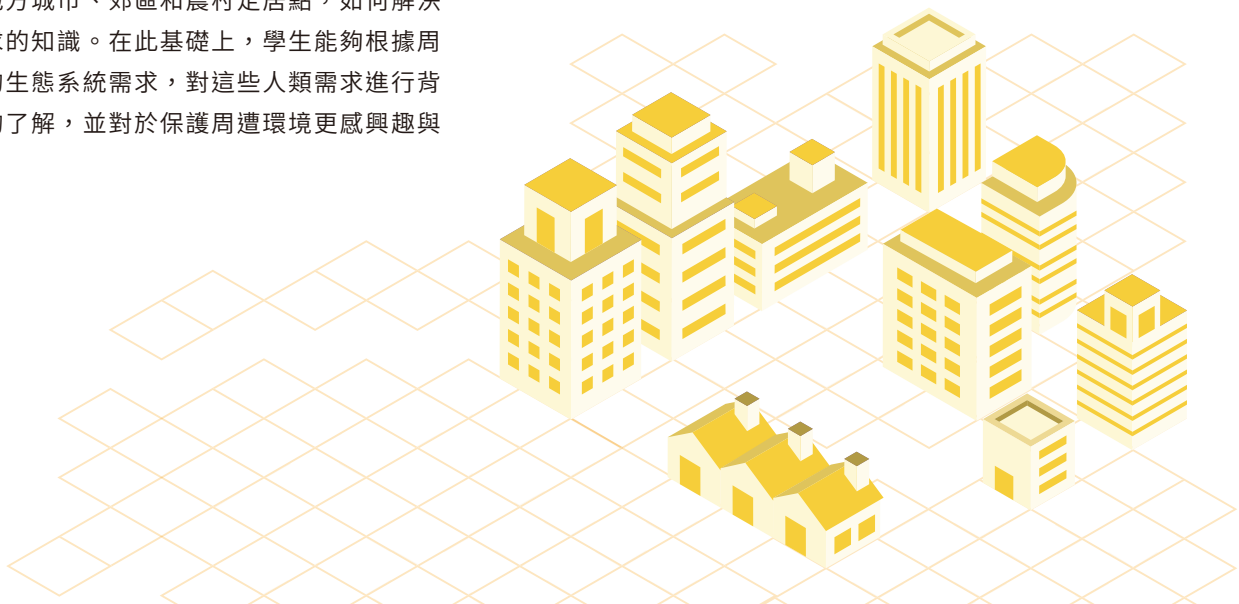 方城市、郊區和農村定居點，如何解決
求的知識。在此基礎上，學生能夠根據周
的生態系統需求，對這些人類需求進行背
的了解，並對於保護周遭環境更感興趣與